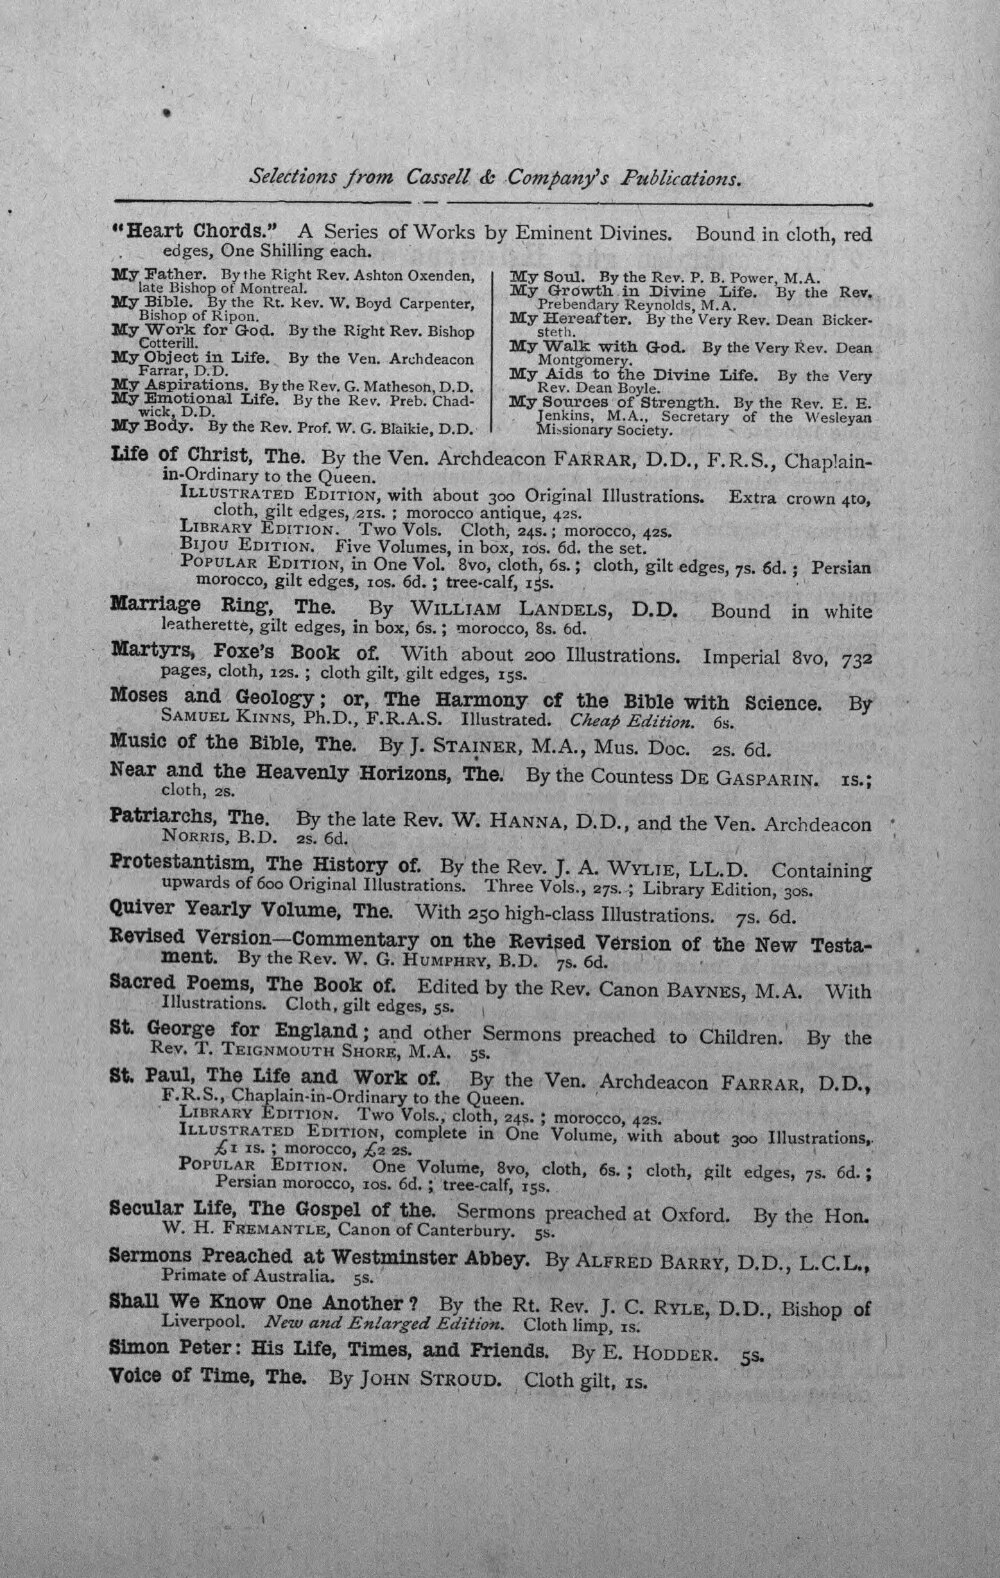 Selections from Cassell & Company's Publications.
"Heart Chords." A Series of Works by Eminent Divines. Bound in cloth, red
edges, One Shilling each.
My Father. By the Right Rev. Ashton Oxenden,
late Bishop of Montreal.
My Bible. By the Rt. Rev. W. Boyd Carpenter,
Bishop of Ripon.
My Work for God. By the Right Rev. Bishop
Cotterill.
My Object in Life. By the Ven. Archdeacon
Farrar, D.D.
My Aspirations. By the Rev. G. Matheson, D.D.
My Emotional Life. By the Rev. Preb. Chad-
wick, D.D.
My Body. By the Rev. Prof. W. G. Blaikie, D.D.
My Soul. By the Rev. P. B. Power, M.A.
My Growth in Divine Life. By the Rev.
Prebendary Reynolds, M.A.
My Hereafter. By the Very Rev. Dean Bicker-
steth.
My Walk with God. By the Very Rev. Dean
Montgomery.
My Aids to the Divine Life. By the Very
Rev. Dean Boyle.
My Sources of Strength. By the Rev. E. E.
Jenkins, M.A., Secretary of the Wesleyan
Missionary Society.
Life of Christ, The. By the Ven. Archdeacon FARRAR, D.D., F.R.S., Chaplain-
in-Ordinary to the Queen.
ILLUSTRATED EDITION, with about 300 Original Illustrations. Extra crown 4to,
cloth, gilt edges, 21s. ; morocco antique, 42s.
LIBRARY EDITION. Two Vols. Cloth, 24s. ; morocco, 42s.
BIJOU EDITION. Five Volumes, in box, 10s. 6d. the set.
POPULAR EDITION, in One Vol. 8vo, cloth, 6s. ; cloth, gilt edges, 7s. 6d. ; Persian
morocco, gilt edges, 10s. 6d. ; tree-calf, 15s.
Marriage Ring, The. By WILLIAM LANDELS, D.D. Bound in white
leatherette, gilt edges, in box, 6s. ; morocco, 8s. 6d.
Martyrs, Foxe's Book of. With about 200 Illustrations. Imperial 8vo, 732
pages, cloth, 12s. ; cloth gilt, gilt edges, 15s.
Moses and Geology ; or, The Harmony of the Bible with Science. By
SAMUEL KINNS, Ph.D., F.R.A.S. Illustrated. Cheap Edition. 6s.
Music of the Bible, The. By J. STAINER, M.A., Mus. Doc. 2s. 6d.
Near and the Heavenly Horizons, The. By the Countess DE GASPARIN. 1s.;
cloth, 2s.
Patriarchs, The. By the late Rev. W. HANNA, D.D., and the Ven. Archdeacon
NORRIS, B.D. 2s. 6d.
Protestantism, The History of. By the Rev. J. A. WYLIE, LL.D. Containing
upwards of 600 Original Illustrations. Three Vols., 27s. ; Library Edition, 30s.
Quiver Yearly Volume, The. With 250 high-class Illustrations. 7s. 6d.
Revised Version—Commentary on the Revised Version of the New Testa-
ment. By the Rev. W. G. HUMPHRY, B.D. 7s. 6d.
Sacred Poems, The Book of. Edited by the Rev. Canon BAYNES, M.A. With
Illustrations. Cloth, gilt edges, 5s.
St. George for England ; and other Sermons preached to Children. By the
Rev. T. TEIGNMOUTH SHORE, M.A. 5s.
St. Paul, The Life and Work of. By the Ven. Archdeacon FARRAR, D.D.,
F.R.S., Chaplain-in-Ordinary to the Queen.
LIBRARY EDITION. Two Vols., cloth, 24s. ; morocco, 42s.
ILLUSTRATED EDITION, complete in One Volume, with about 300 Illustrations,
£1 1s. ; morocco, £2 2s.
POPULAR EDITION. One Volume, 8vo, cloth, 6s. ; cloth, gilt edges, 7s. 6d. ;
Persian morocco, 10s. 6d. ; tree-calf, 15s.
Secular Life, The Gospel of the. Sermons preached at Oxford. By the Hon.
W. H. FREMANTLE, Canon of Canterbury. 5s.
Sermons Preached at Westminster Abbey. By ALFRED BARRY, D.D., L.C.L.,
Primate of Australia. 5s.
Shall We Know One Another ? By the Rt. Rev. J. C. RYLE, D.D., Bishop of
Liverpool. New and Enlarged Edition. Cloth limp, 1s.
Simon Peter: His Life, Times, and Friends. By E. HODDER. 5s.
Voice of Time, The. By JOHN STROUD. Cloth gilt, 1s.